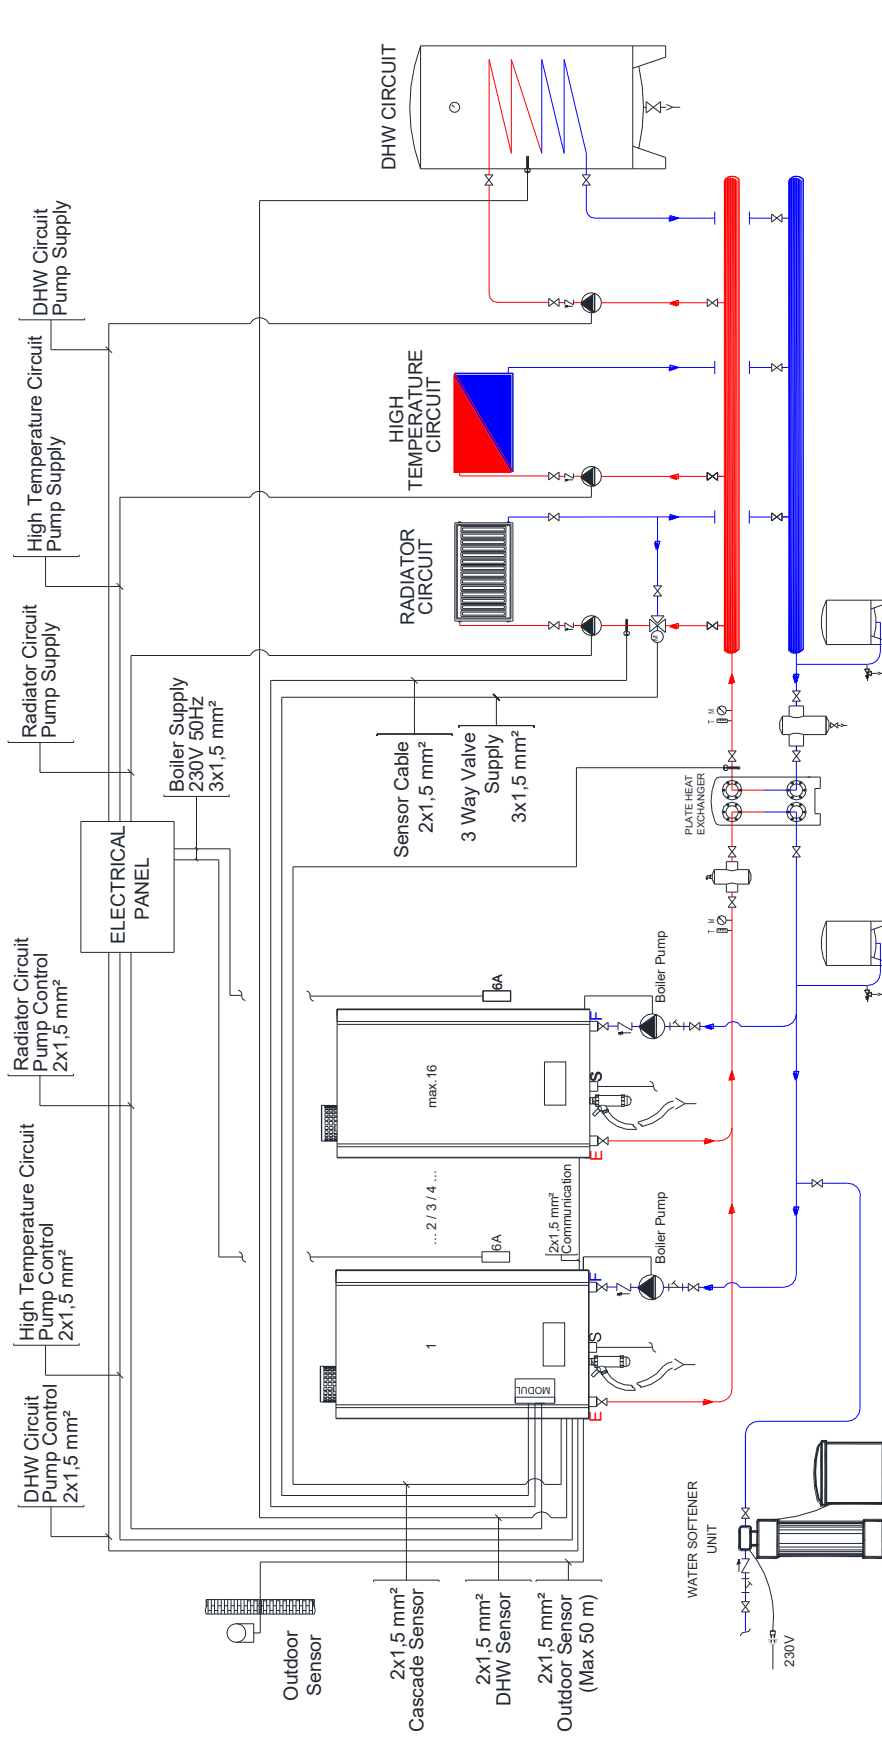 DHW Circuit
Pump Control
2x1,5 mm²
High Temperature Circuit
Pump Control
2x1,5 mm²
Radiator Circuit
Pump Control
2x1,5 mm²
ELECTRICAL
PANEL
Boiler Supply
230V 50Hz
3x1,5 mm²
Radiator Circuit
Pump Supply
High Temperature Circuit
Pump Supply
DHW Circuit
Pump Supply
Outdoor
Sensor
2x1,5 mm²
Cascade Sensor
2x1,5 mm²
DHW Sensor
2x1,5 mm²
Outdoor Sensor
(Max 50 m)
1
MODUL
E
S
F
6A
2x1,5 mm²
Communication
... 2 / 3 / 4 ...
max.16
E
S
F
6A
Boiler Pump
Boiler Pump
Sensor Cable
2x1,5 mm²
3 Way Valve
Supply
3x1,5 mm²
RADIATOR
CIRCUIT
HIGH
TEMPERATURE
CIRCUIT
DHW CIRCUIT
M
T M
T M
PLATE HEAT
EXCHANGER
WATER SOFTENER
UNIT
230V